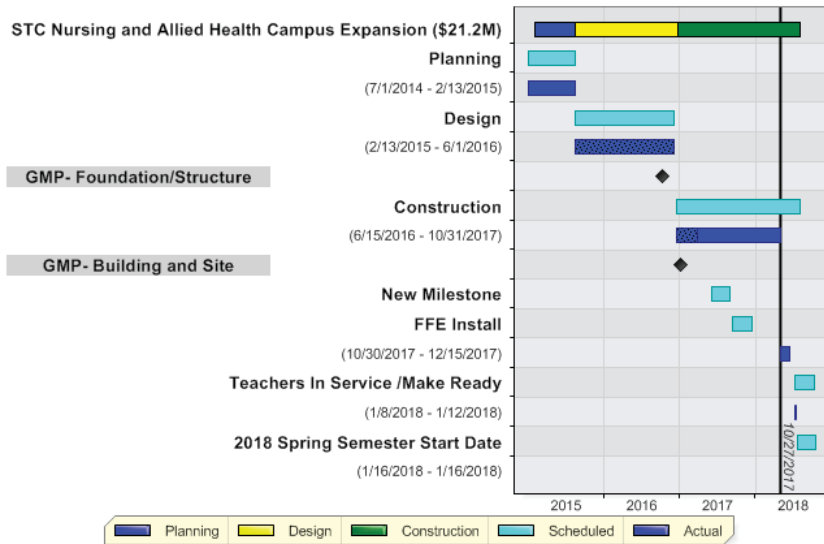 STC Nursing and Allied Health Campus Expansion ($21.2M)
Planning
(7/1/2014 - 2/13/2015)
Design
(2/13/2015 - 6/1/2016)
GMP- Foundation/Structure
Construction
(6/15/2016 - 10/31/2017)
GMP- Building and Site
New Milestone
FFE Install
(10/30/2017 - 12/15/2017)
Teachers In Service /Make Ready
(1/8/2018 - 1/12/2018)
2018 Spring Semester Start Date
(1/16/2018 - 1/16/2018)
10/27/2017
2015 2016 2017 2018
Planning Design Construction Scheduled Actual